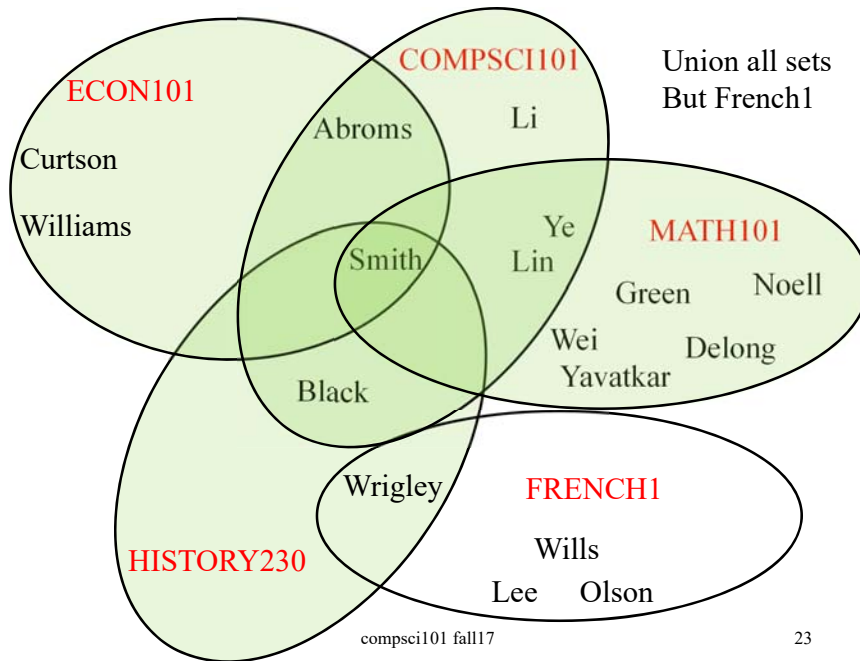 COMPSCI101
Union all sets
But French1
ECON101
Abroms
Li
Curtson
Williams
Ye
MATH101
Smith
Lin
Green
Noell
Wei
Delong
Yavatkar
Black
Wrigley
FRENCH1
HISTORY230
Wills
Lee
Olson
compsci101 fall17
23